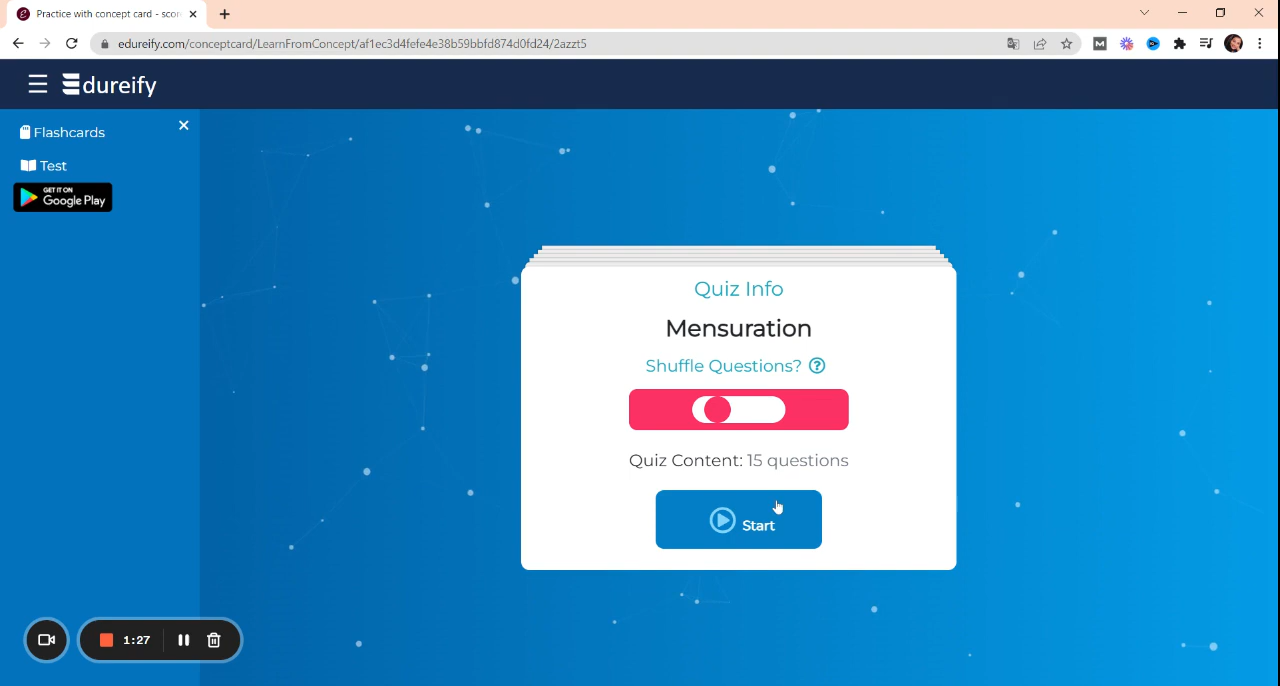 Practice with concept card - scor
edureify.com/conceptcard/LearnFromConcept/af1ec3d4fefe4e38b59bbfd874d0fd24/2azzt5
Edureify
Flashcards
Test
GET IT ON
Google Play
Quiz Info
Mensuration
Shuffle Questions?
Quiz Content: 15 questions
Start
1:27